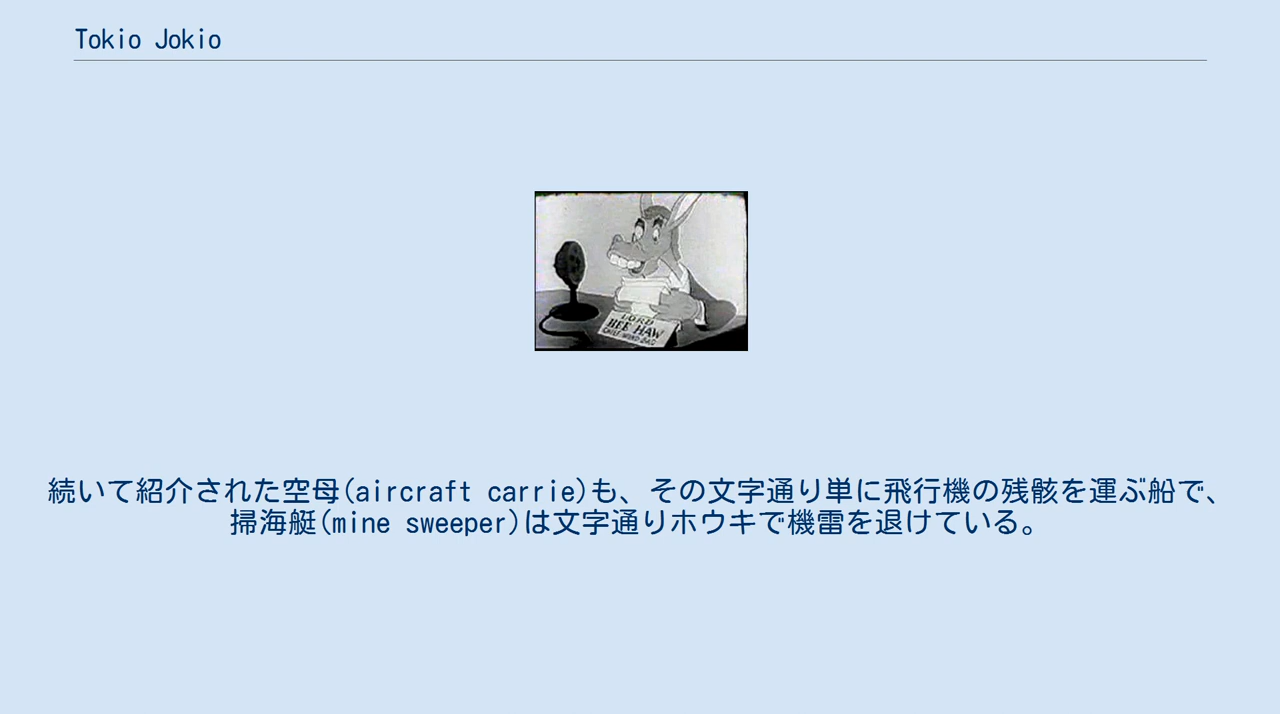 Tokio Jokio
LORD
HEE HAW
CHIEF WIND BAG
続いて紹介された空母(aircraft carrie)も、その文字通り単に飛行機の残骸を運ぶ船で、
掃海艇(mine sweeper)は文字通りホウキで機雷を退けている。